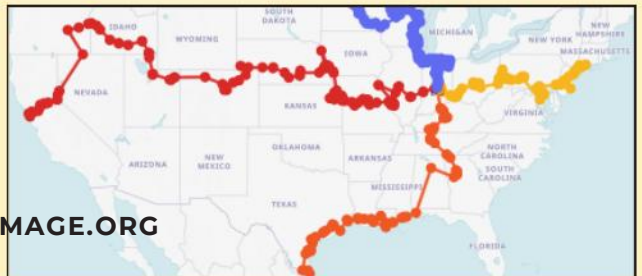 SOUTH
DAKOTA
IDAHO
WYOMING
MICHIGAN
NEW
HAMPSHIRE
NEW YORK
MASSACHUSETTS
IOWA
NEVADA
KANSAS
VIRGINIA
ARIZONA
NEW
MEXICO
OKLAHOMA
ARKANSAS
NORTH
CAROLINA
SOUTH
CAROLINA
MISSISSIPPI
TEXAS
MAGE.ORG
FLORIDA